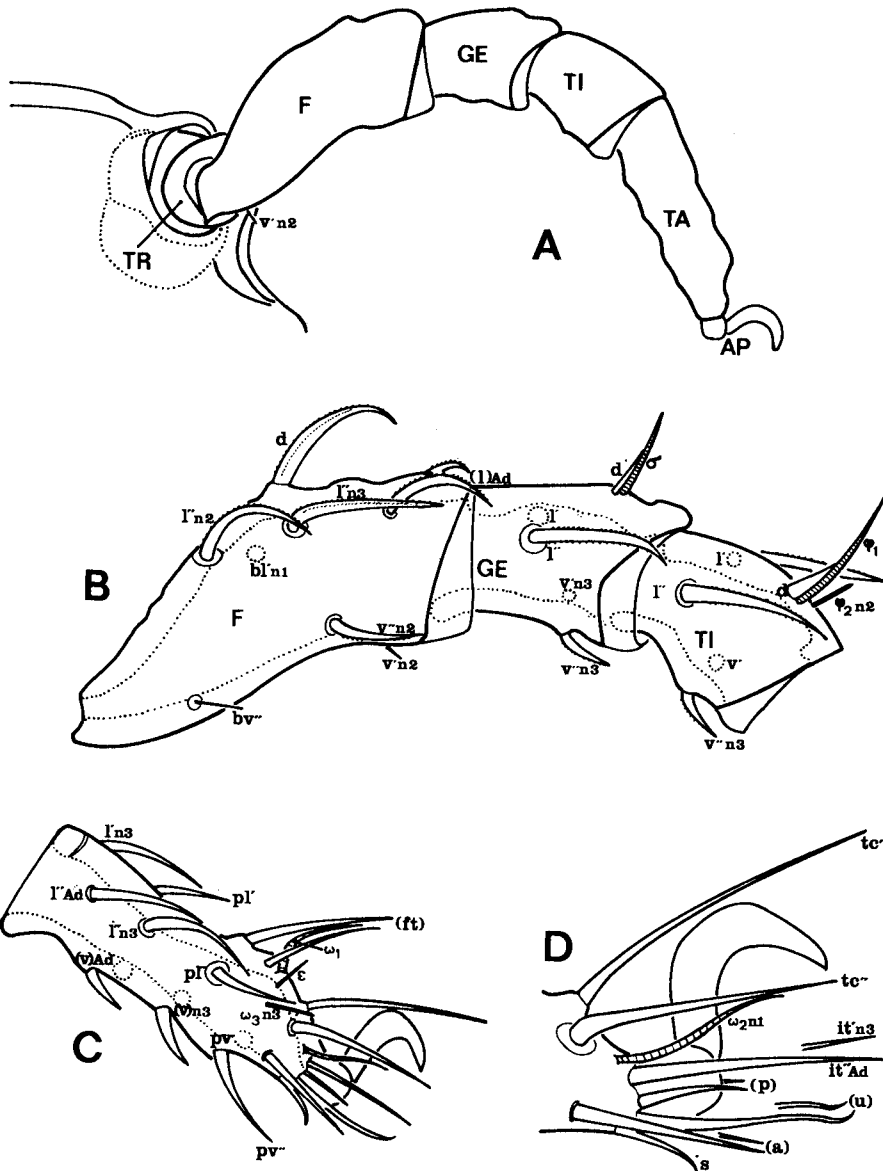 GE
TI
F
TA
v′n2
A
TR
AP
d
(l)Ad
d′
σ
l″n3
l″n2
l′
φ₁
bl′n1
l″
GE
v′n3
l′
l″
d
φ₂n2
B
F
TI
v″n2
v′n2
v″n3
v′
bv″
v″n3
l′n3
tc′
l″Ad
pl′
(ft)
D
l″n3
ω₁
(v)Ad
pl″
ε
tc″
ω₂n1
(v)n3
ω₃n3
it′n3
C
pv′
it″Ad
(p)
(u)
(a)
pv″
s